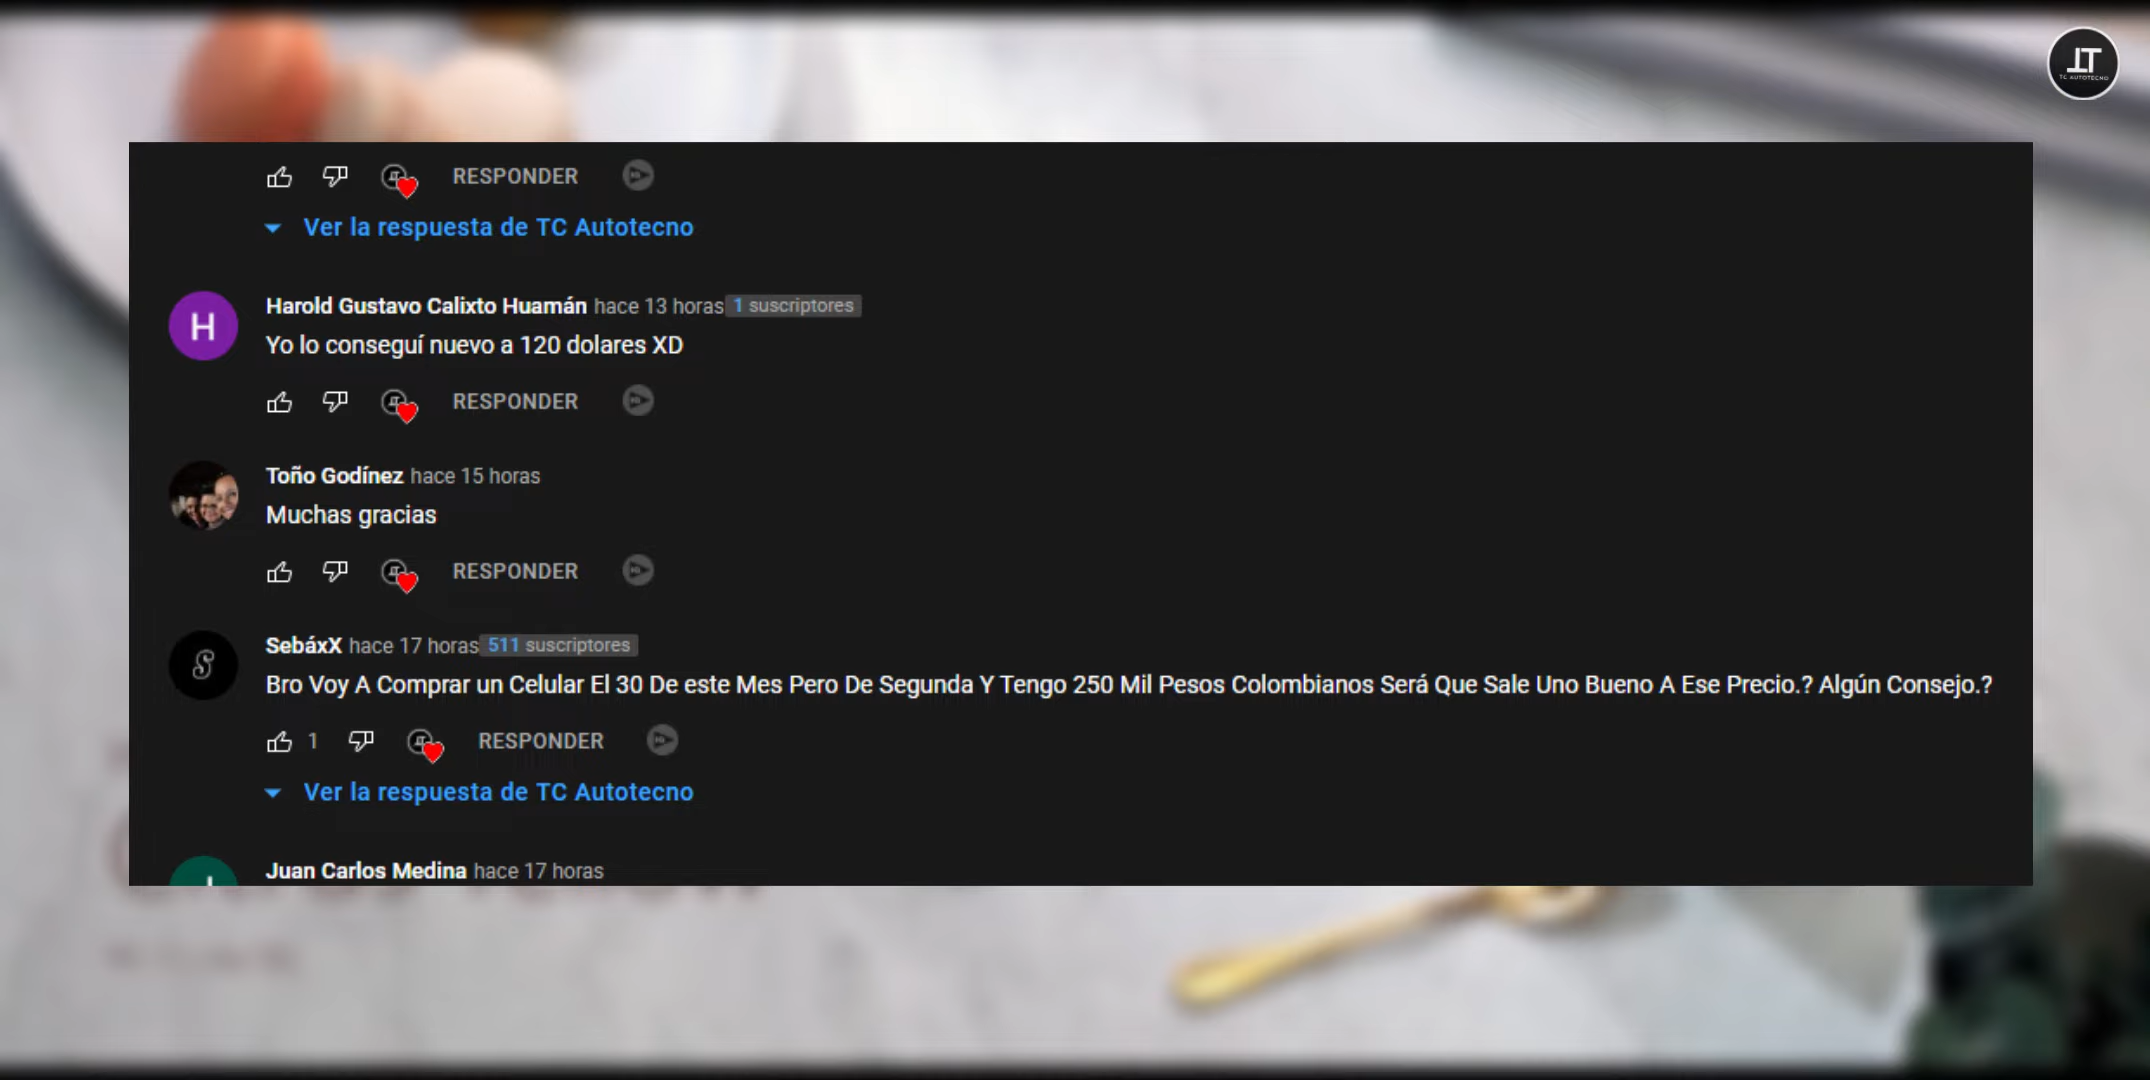 TC AUTOTECNO
RESPONDER
Ver la respuesta de TC Autotecno
H
Harold Gustavo Calixto Huamán hace 13 horas 1 suscriptores
Yo lo conseguí nuevo a 120 dolares XD
RESPONDER
Toño Godínez hace 15 horas
Muchas gracias
RESPONDER
S
SebáxX hace 17 horas 511 suscriptores
Bro Voy A Comprar un Celular El 30 De este Mes Pero De Segunda Y Tengo 250 Mil Pesos Colombianos Será Que Sale Uno Bueno A Ese Precio.? Algún Consejo.?
1 RESPONDER
Ver la respuesta de TC Autotecno
Juan Carlos Medina hace 17 horas